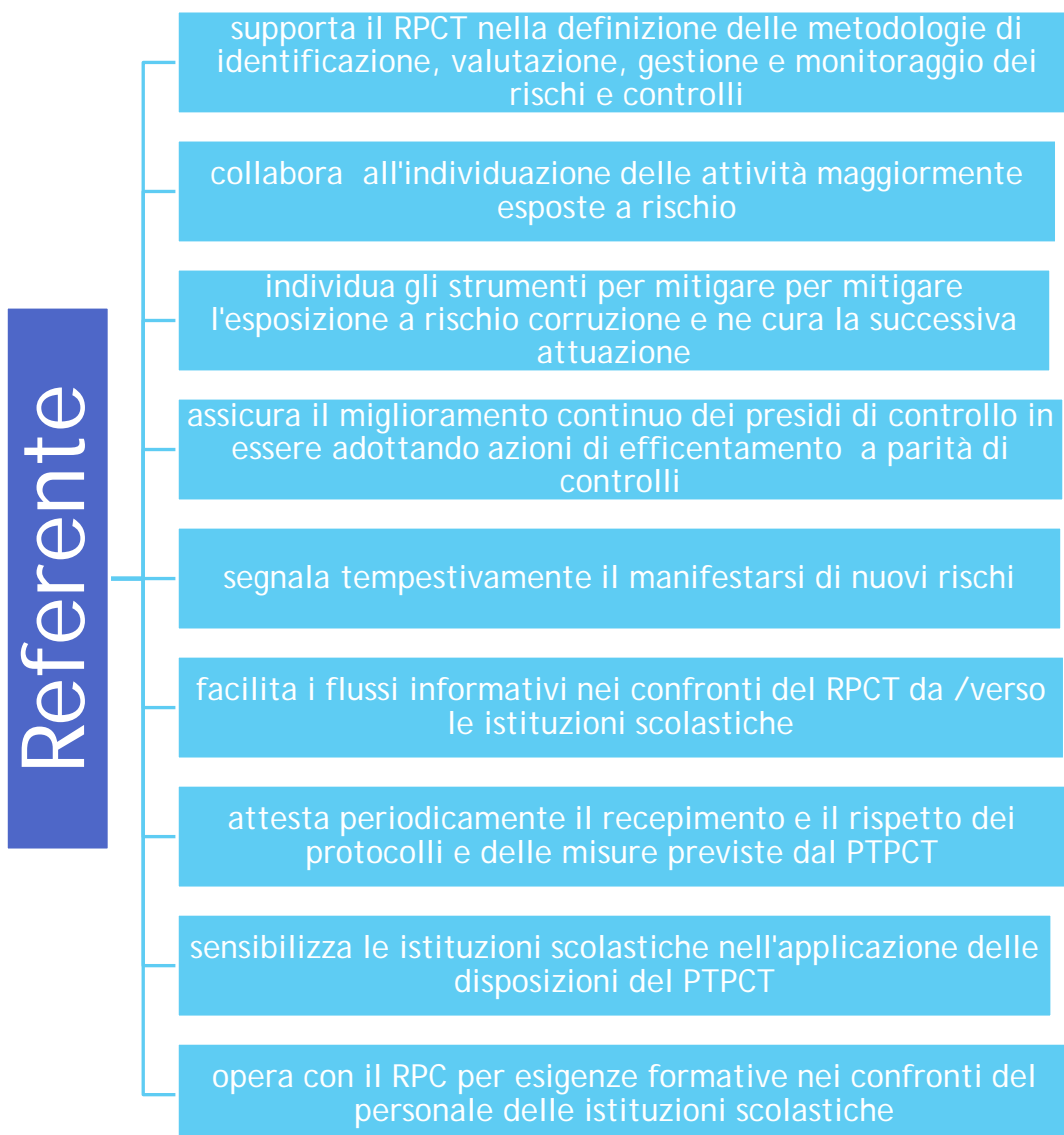 Referente
supporta il RPCT nella definizione delle metodologie di
identificazione, valutazione, gestione e monitoraggio dei
rischi e controlli
collabora  all'individuazione delle attività maggiormente
esposte a rischio
individua gli strumenti per mitigare per mitigare
l'esposizione a rischio corruzione e ne cura la successiva
attuazione
assicura il miglioramento continuo dei presidi di controllo in
essere adottando azioni di efficentamento  a parità di
controlli
segnala tempestivamente il manifestarsi di nuovi rischi
facilita i flussi informativi nei confronti del RPCT da /verso
le istituzioni scolastiche
attesta periodicamente il recepimento e il rispetto dei
protocolli e delle misure previste dal PTPCT
sensibilizza le istituzioni scolastiche nell'applicazione delle
disposizioni del PTPCT
opera con il RPC per esigenze formative nei confronti del
personale delle istituzioni scolastiche